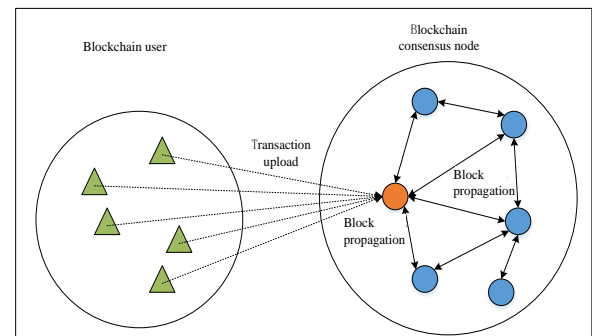 Blockchain user
Blockchain
consensus node
Transaction
upload
Block
propagation
Block
propagation